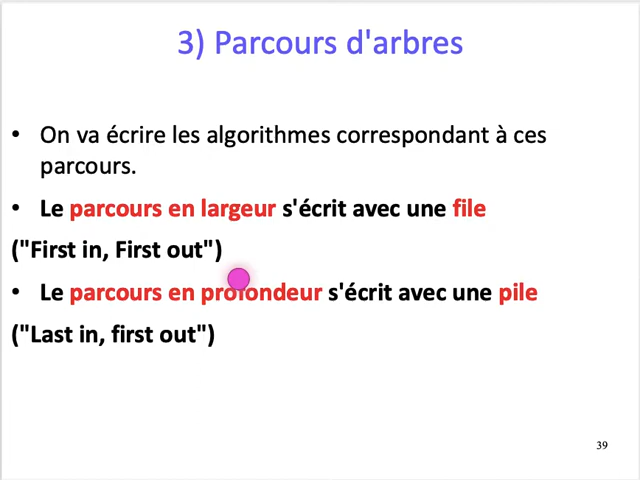 3) Parcours d'arbres
• On va écrire les algorithmes correspondant à ces
parcours.
• Le parcours en largeur s'écrit avec une file
("First in, First out")
• Le parcours en profondeur s'écrit avec une pile
("Last in, first out")
39